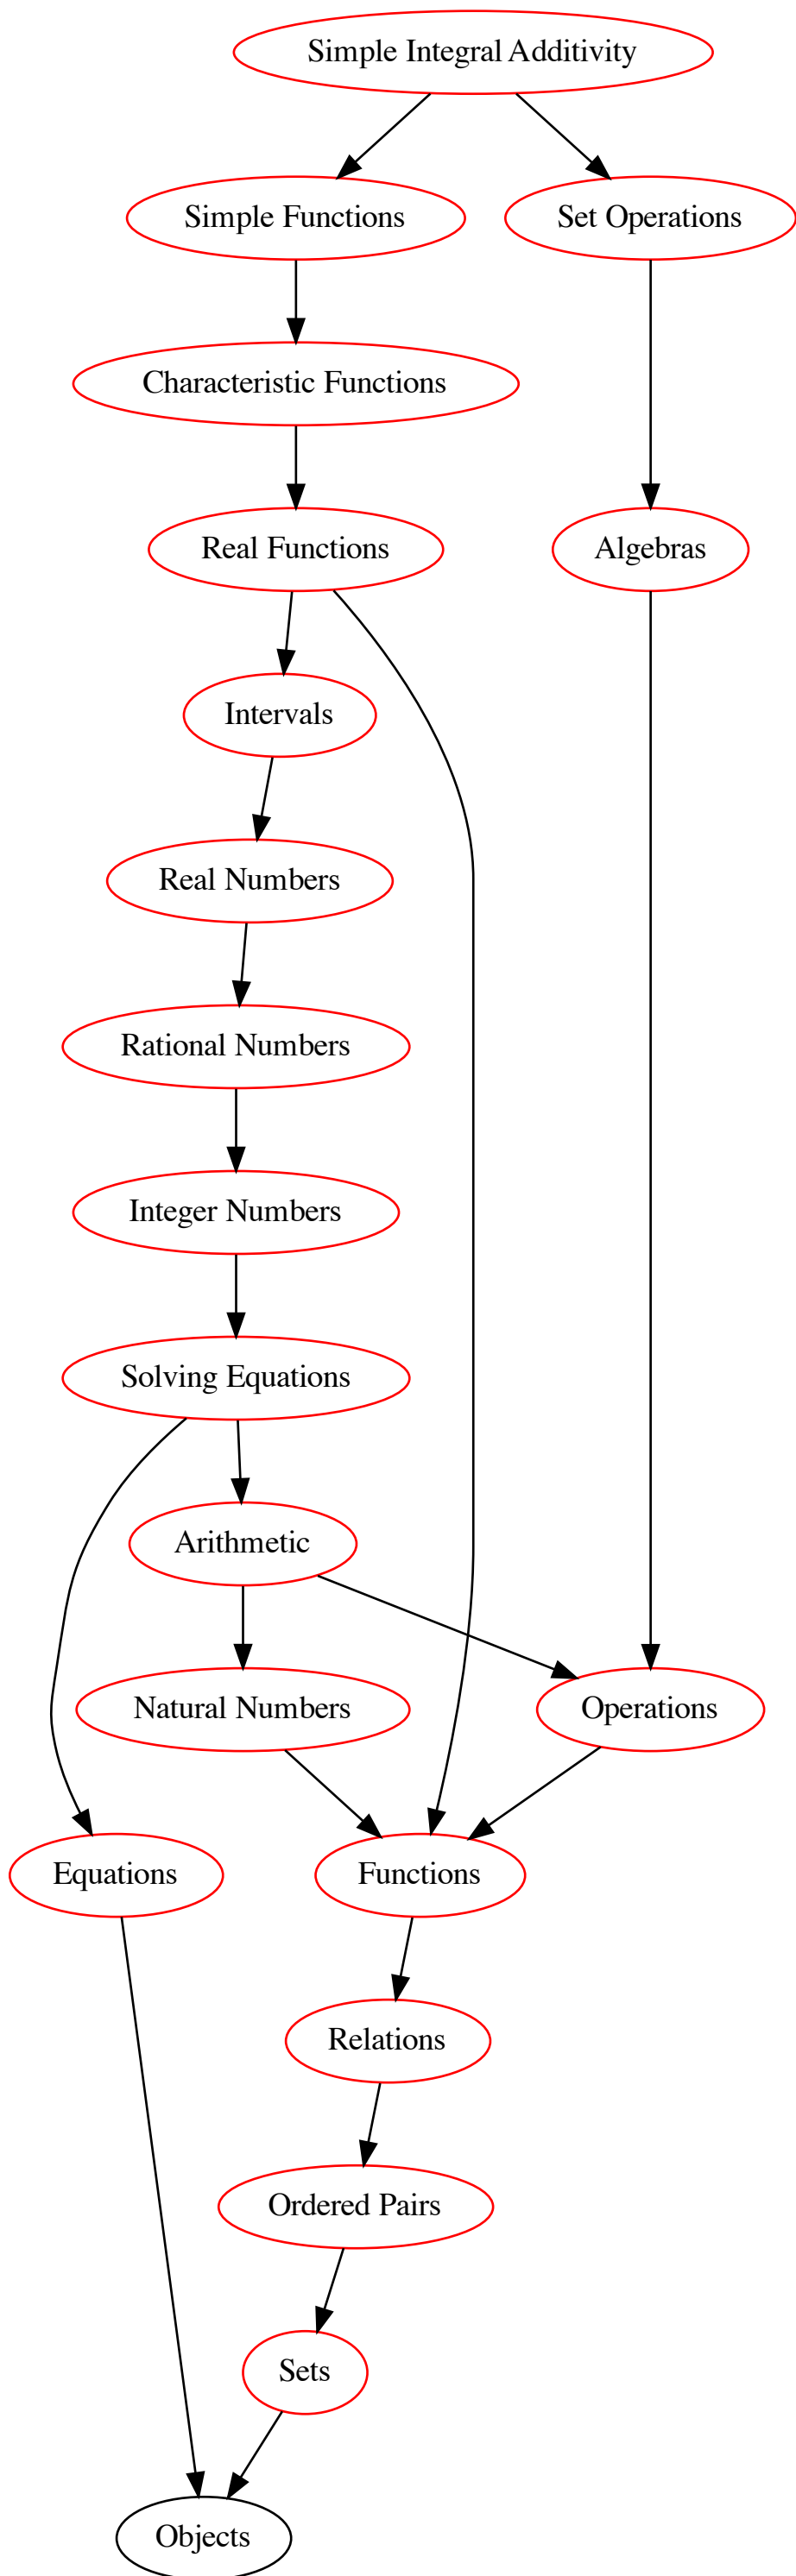 Simple Integral Additivity
Simple Functions
Set Operations
Characteristic Functions
Real Functions
Algebras
Intervals
Real Numbers
Rational Numbers
Integer Numbers
Solving Equations
Arithmetic
Natural Numbers
Operations
Equations
Functions
Relations
Ordered Pairs
Sets
Objects